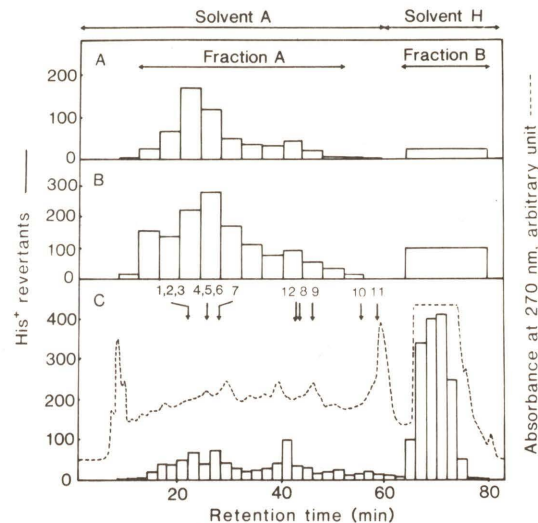 Solvent A Solvent H
A Fraction A Fraction B
200
100
0
B
300
200
100
0
C 1,2,3 4,5,6 7 12 8 9 10 11
400
300
200
100
0
20 40 60 80
Retention time (min)
His+ revertants
Absorbance at 270 nm, arbitrary unit